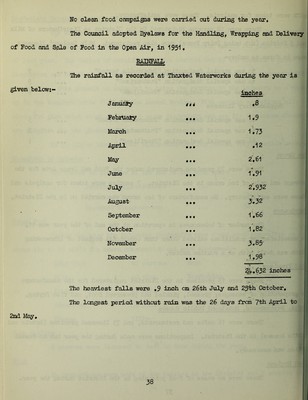 No clean food campaigns were carried out during the year.
The Council adopted Byelaws for the Handling, Wrapping and Delivery
of Food and Sale of Food in the Open Air, in 1951.
RAINFALL
The rainfall as recorded at Thaxted Waterworks during the year is
given below:-
inches
January ... .8
February ... 1.9
March ... 1.73
April ... .12
May ... 2.61
June ... 1.91
July ... 2.932
August ... 3.32
September ... 1.66
October ... 1.82
November ... 3.85
December ... 1.98
24.632 inches
The heaviest falls were .9 inch on 26th July and 25th October.
The longest period without rain was the 26 days from 7th April to
2nd May.
38